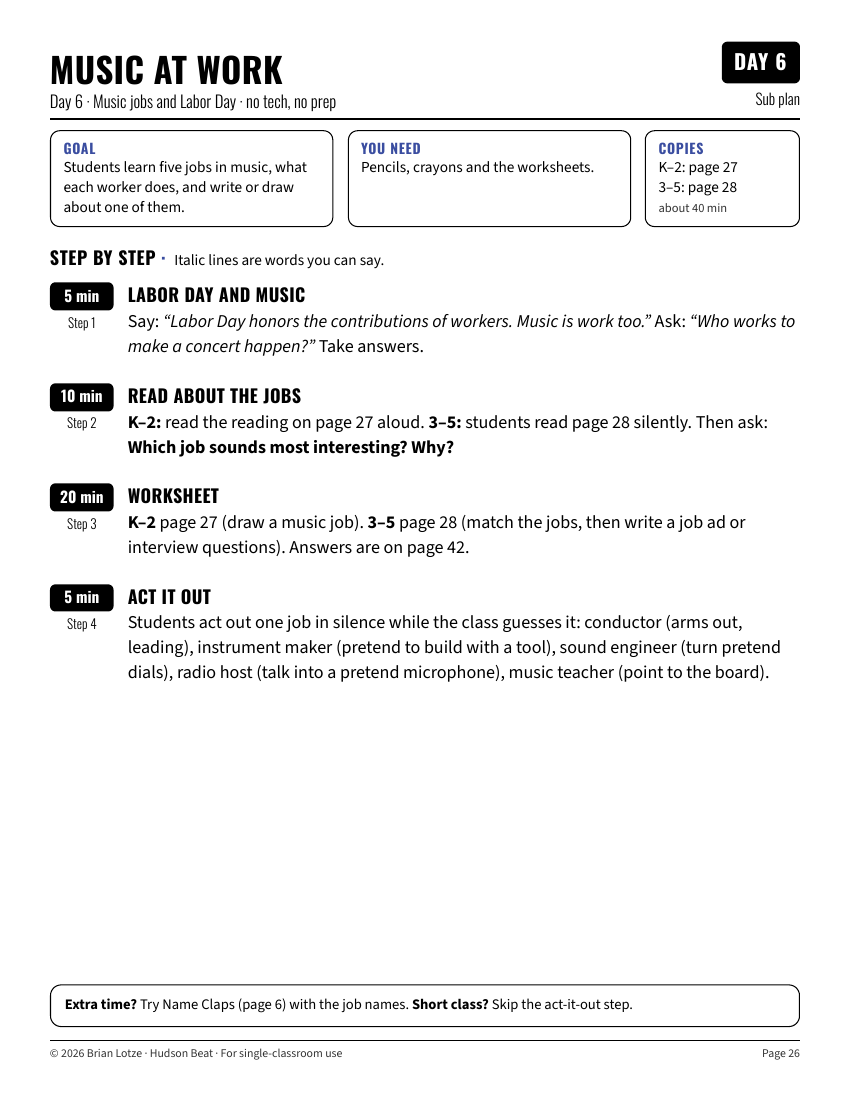 MUSIC AT WORK
DAY 6
Day 6 · Music jobs and Labor Day · no tech, no prep
Sub plan
GOAL
Students learn five jobs in music, what
each worker does, and write or draw
about one of them.
YOU NEED
Pencils, crayons and the worksheets.
COPIES
K–2: page 27
3–5: page 28
about 40 min
STEP BY STEP · Italic lines are words you can say.
5 min
Step 1
LABOR DAY AND MUSIC
Say: “Labor Day honors the contributions of workers. Music is work too.” Ask: “Who works to
make a concert happen?” Take answers.
10 min
Step 2
READ ABOUT THE JOBS
K–2: read the reading on page 27 aloud. 3–5: students read page 28 silently. Then ask:
Which job sounds most interesting? Why?
20 min
Step 3
WORKSHEET
K–2 page 27 (draw a music job). 3–5 page 28 (match the jobs, then write a job ad or
interview questions). Answers are on page 42.
5 min
Step 4
ACT IT OUT
Students act out one job in silence while the class guesses it: conductor (arms out,
leading), instrument maker (pretend to build with a tool), sound engineer (turn pretend
dials), radio host (talk into a pretend microphone), music teacher (point to the board).
Extra time? Try Name Claps (page 6) with the job names. Short class? Skip the act-it-out step.
© 2026 Brian Lotze · Hudson Beat · For single-classroom use
Page 26